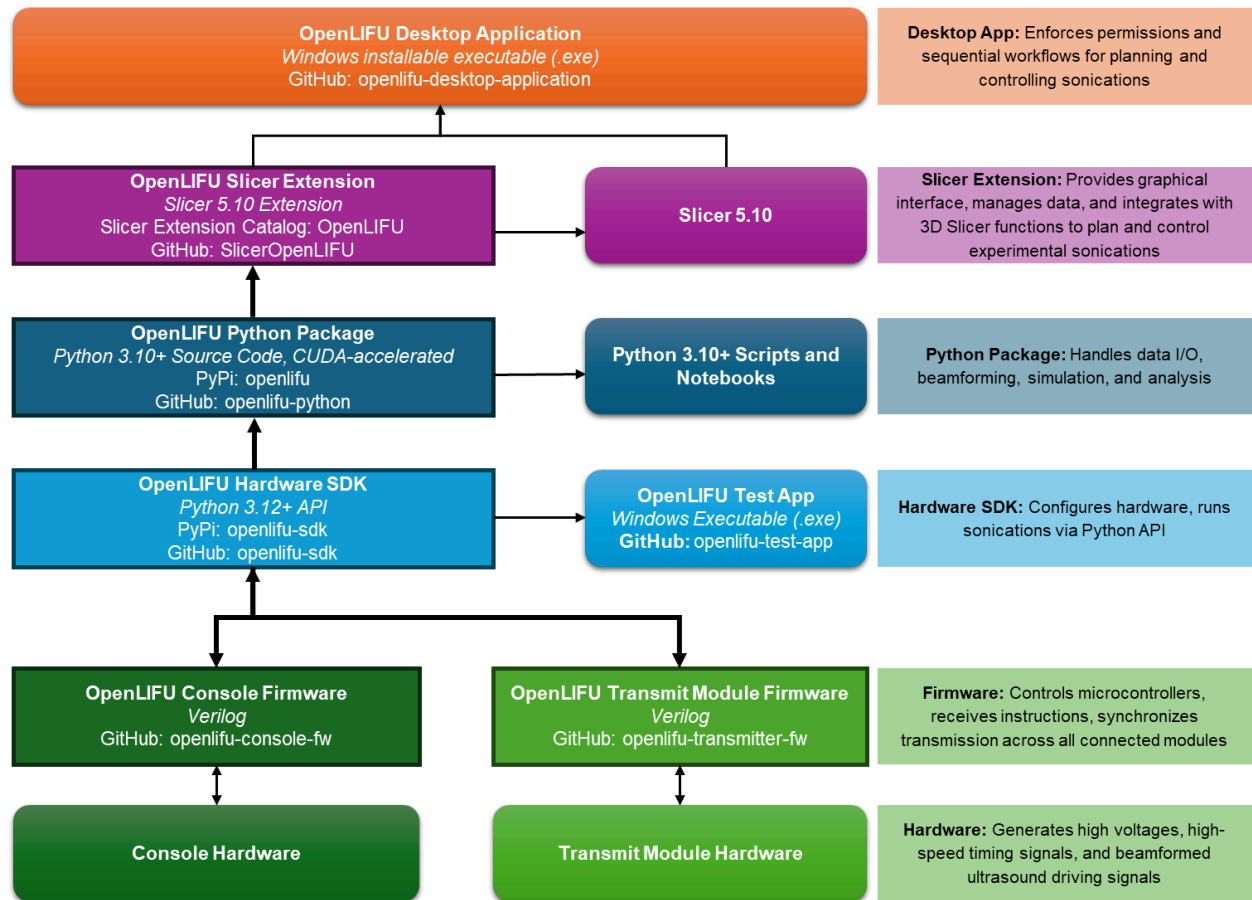 OpenLIFU Desktop Application
Windows installable executable (.exe)
GitHub: openlifu-desktop-application
Desktop App: Enforces permissions and
sequential workflows for planning and
controlling sonications
OpenLIFU Slicer Extension
Slicer 5.10 Extension
Slicer Extension Catalog: OpenLIFU
GitHub: SlicerOpenLIFU
Slicer 5.10
Slicer Extension: Provides graphical
interface, manages data, and integrates with
3D Slicer functions to plan and control
experimental sonications
OpenLIFU Python Package
Python 3.10+ Source Code, CUDA-accelerated
PyPi: openlifu
GitHub: openlifu-python
Python 3.10+ Scripts and
Notebooks
Python Package: Handles data I/O,
beamforming, simulation, and analysis
OpenLIFU Hardware SDK
Python 3.12+ API
PyPi: openlifu-sdk
GitHub: openlifu-sdk
OpenLIFU Test App
Windows Executable (.exe)
GitHub: openlifu-test-app
Hardware SDK: Configures hardware, runs
sonications via Python API
OpenLIFU Console Firmware
Verilog
GitHub: openlifu-console-fw
OpenLIFU Transmit Module Firmware
Verilog
GitHub: openlifu-transmitter-fw
Firmware: Controls microcontrollers,
receives instructions, synchronizes
transmission across all connected modules
Console Hardware
Transmit Module Hardware
Hardware: Generates high voltages, high-
speed timing signals, and beamformed
ultrasound driving signals